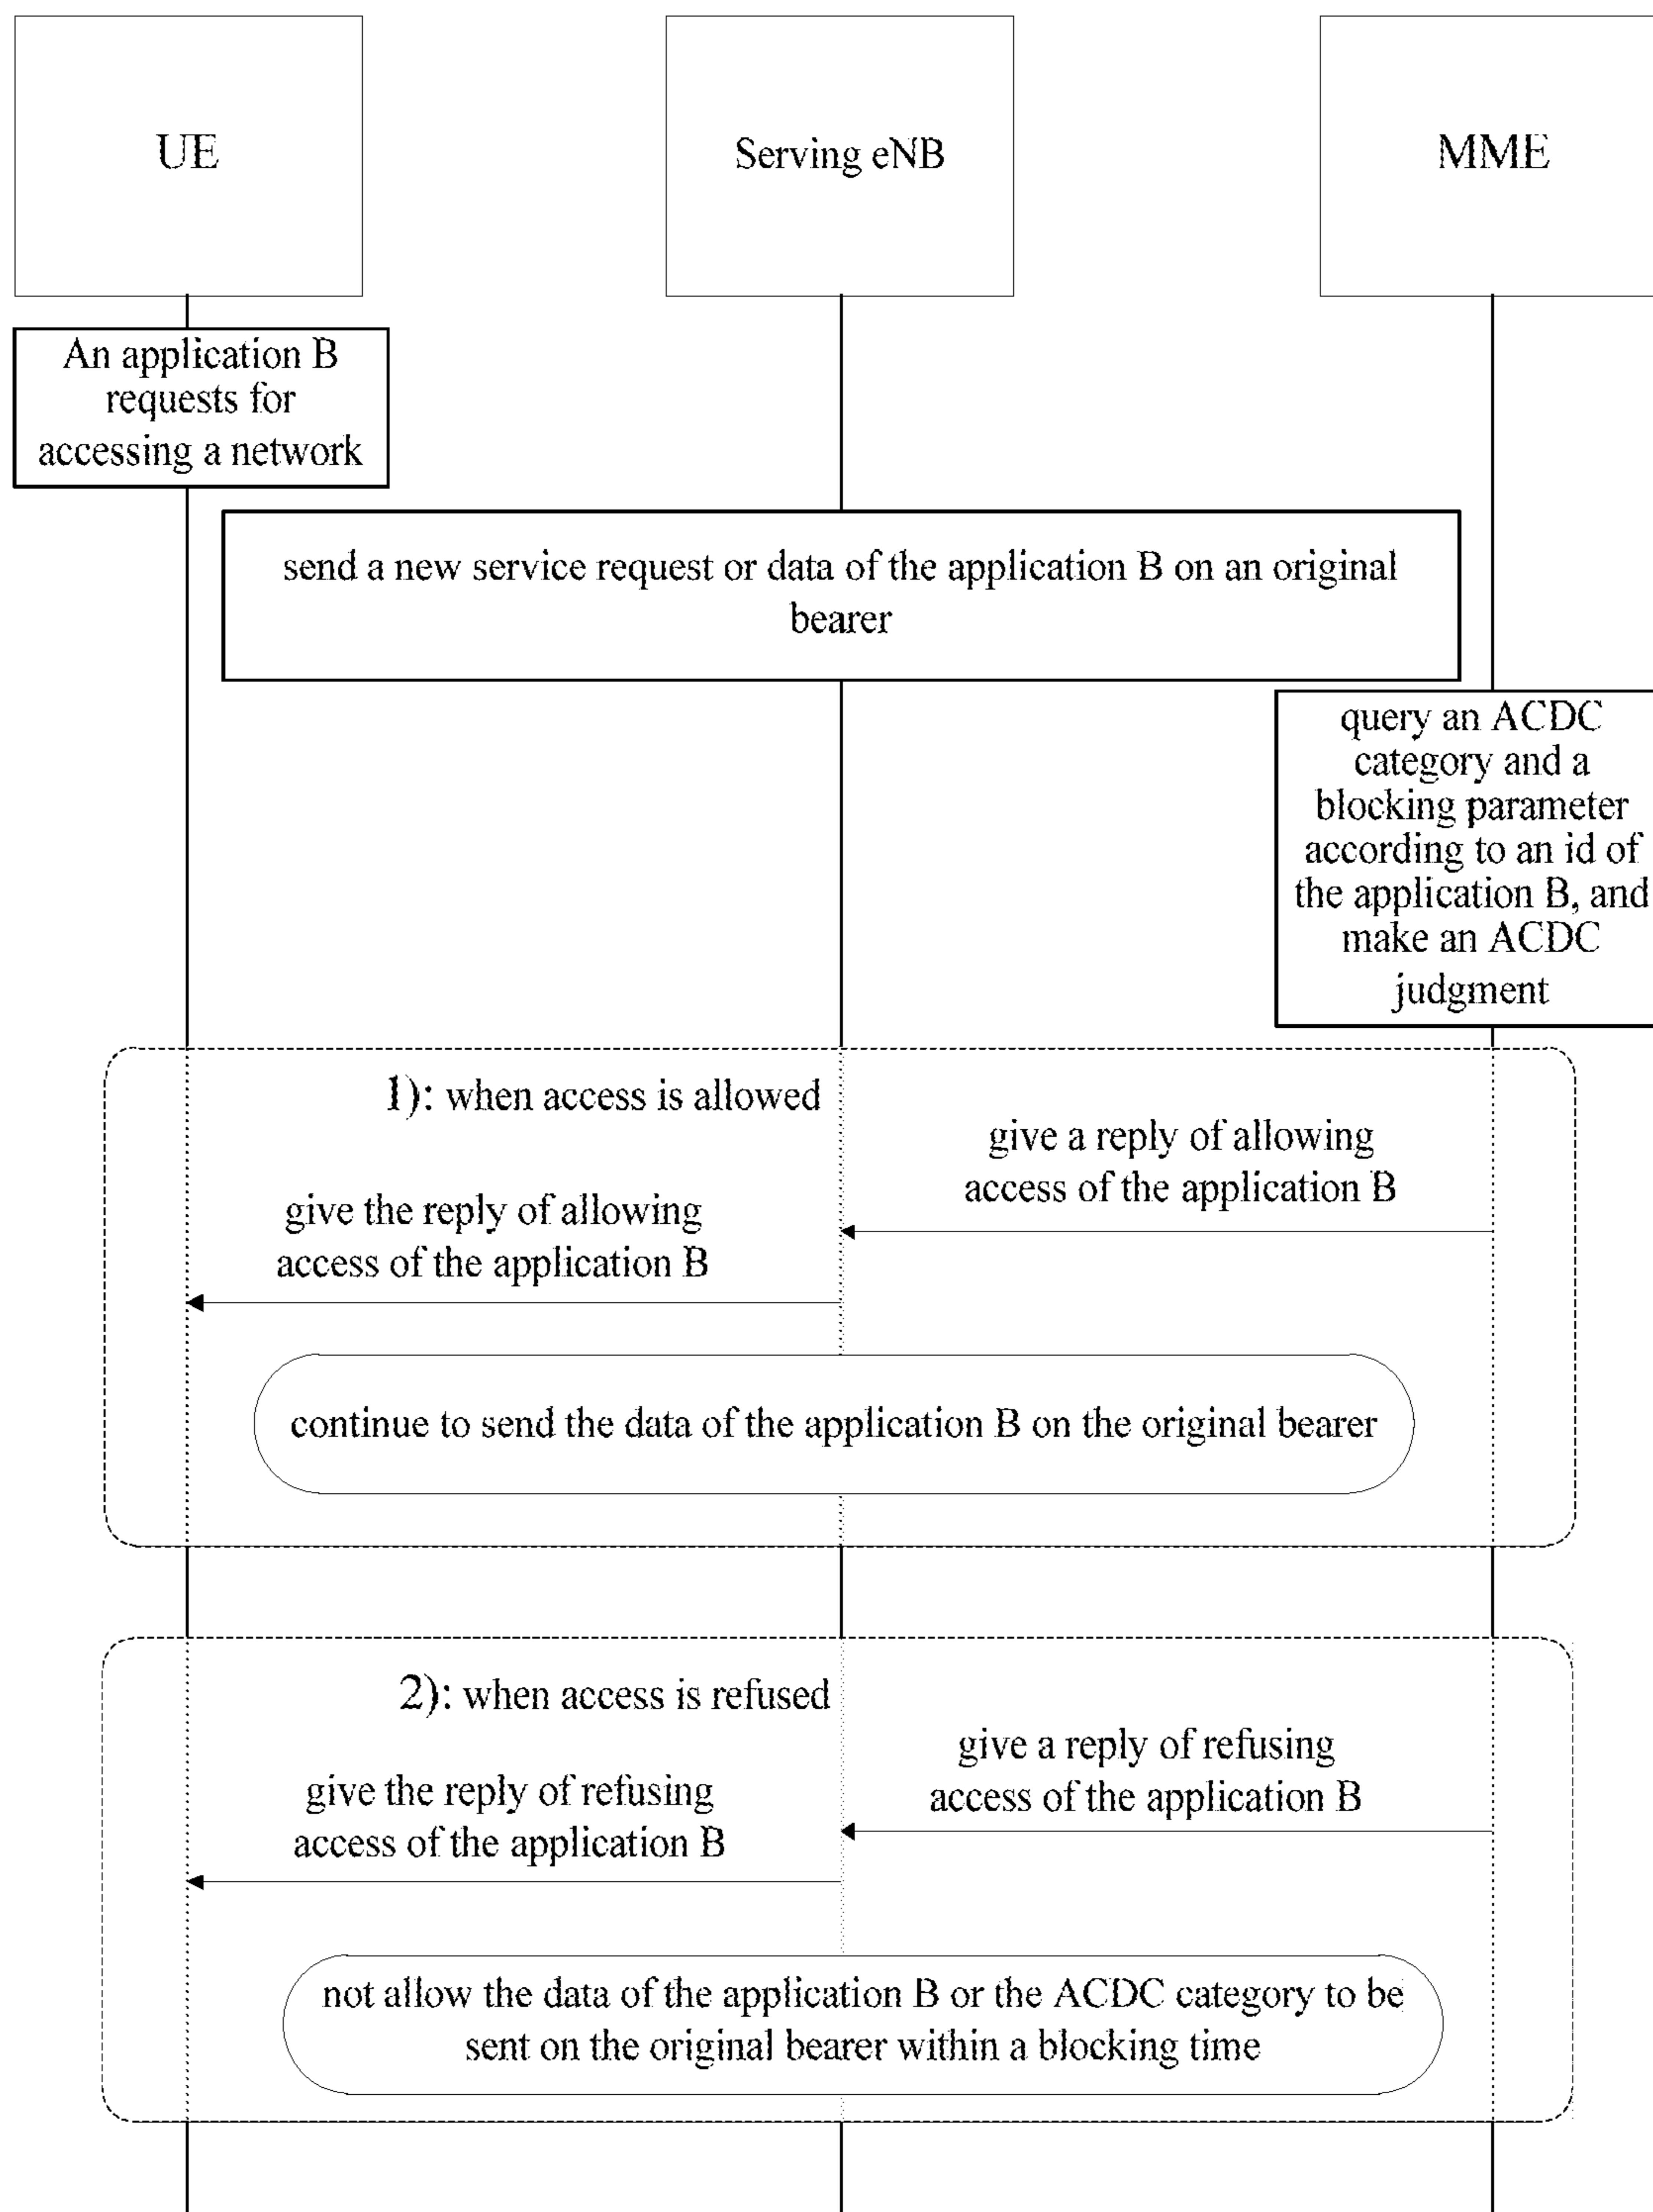 UE
Serving eNB
MME
An application B
requests for
accessing a network
send a new service request or data of the application B on an original
bearer
query an ACDC
category and a
blocking parameter
according to an id of
the application B, and
make an ACDC
judgment
1): when access is allowed
give a reply of allowing
access of the application B
give the reply of allowing
access of the application B
continue to send the data of the application B on the original bearer
2): when access is refused
give a reply of refusing
access of the application B
give the reply of refusing
access of the application B
not allow the data of the application B or the ACDC category to be
sent on the original bearer within a blocking time